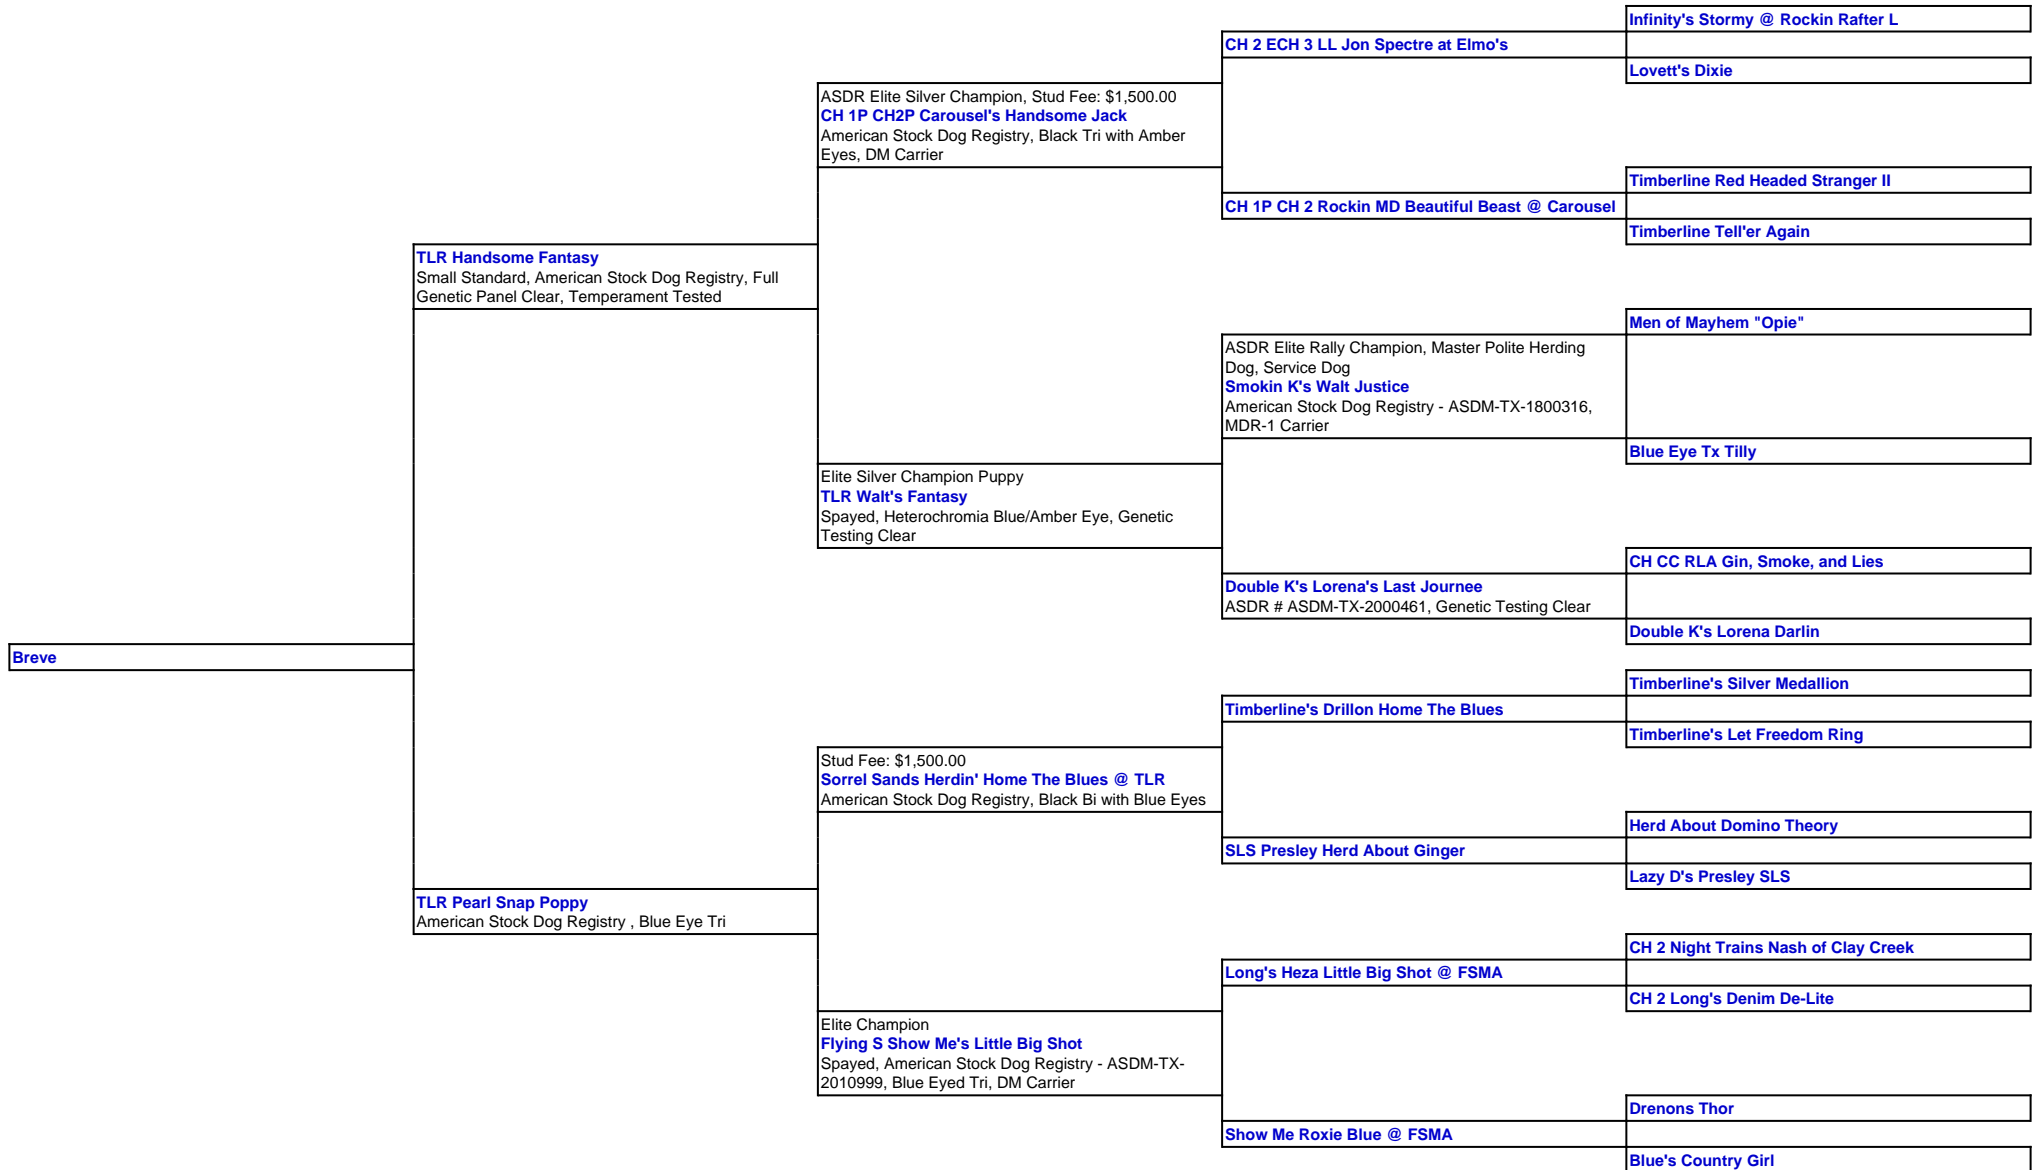 Infinity's Stormy @ Rockin Rafter L
CH 2 ECH 3 LL Jon Spectre at Elmo's
Lovett's Dixie
ASDR Elite Silver Champion, Stud Fee: $1,500.00
CH 1P CH2P Carousel's Handsome Jack
American Stock Dog Registry, Black Tri with Amber
Eyes, DM Carrier
Timberline Red Headed Stranger II
CH 1P CH 2 Rockin MD Beautiful Beast @ Carousel
Timberline Tell'er Again
TLR Handsome Fantasy
Small Standard, American Stock Dog Registry, Full
Genetic Panel Clear, Temperament Tested
Men of Mayhem "Opie"
ASDR Elite Rally Champion, Master Polite Herding
Dog, Service Dog
Smokin K's Walt Justice
American Stock Dog Registry - ASDM-TX-1800316,
MDR-1 Carrier
Blue Eye Tx Tilly
Elite Silver Champion Puppy
TLR Walt's Fantasy
Spayed, Heterochromia Blue/Amber Eye, Genetic
Testing Clear
CH CC RLA Gin, Smoke, and Lies
Double K's Lorena's Last Journee
ASDR # ASDM-TX-2000461, Genetic Testing Clear
Double K's Lorena Darlin
Breve
Timberline's Silver Medallion
Timberline's Drillon Home The Blues
Timberline's Let Freedom Ring
Stud Fee: $1,500.00
Sorrel Sands Herdin' Home The Blues @ TLR
American Stock Dog Registry, Black Bi with Blue Eyes
Herd About Domino Theory
SLS Presley Herd About Ginger
Lazy D's Presley SLS
TLR Pearl Snap Poppy
American Stock Dog Registry , Blue Eye Tri
CH 2 Night Trains Nash of Clay Creek
Long's Heza Little Big Shot @ FSMA
CH 2 Long's Denim De-Lite
Elite Champion
Flying S Show Me's Little Big Shot
Spayed, American Stock Dog Registry - ASDM-TX-
2010999, Blue Eyed Tri, DM Carrier
Drenons Thor
Show Me Roxie Blue @ FSMA
Blue's Country Girl